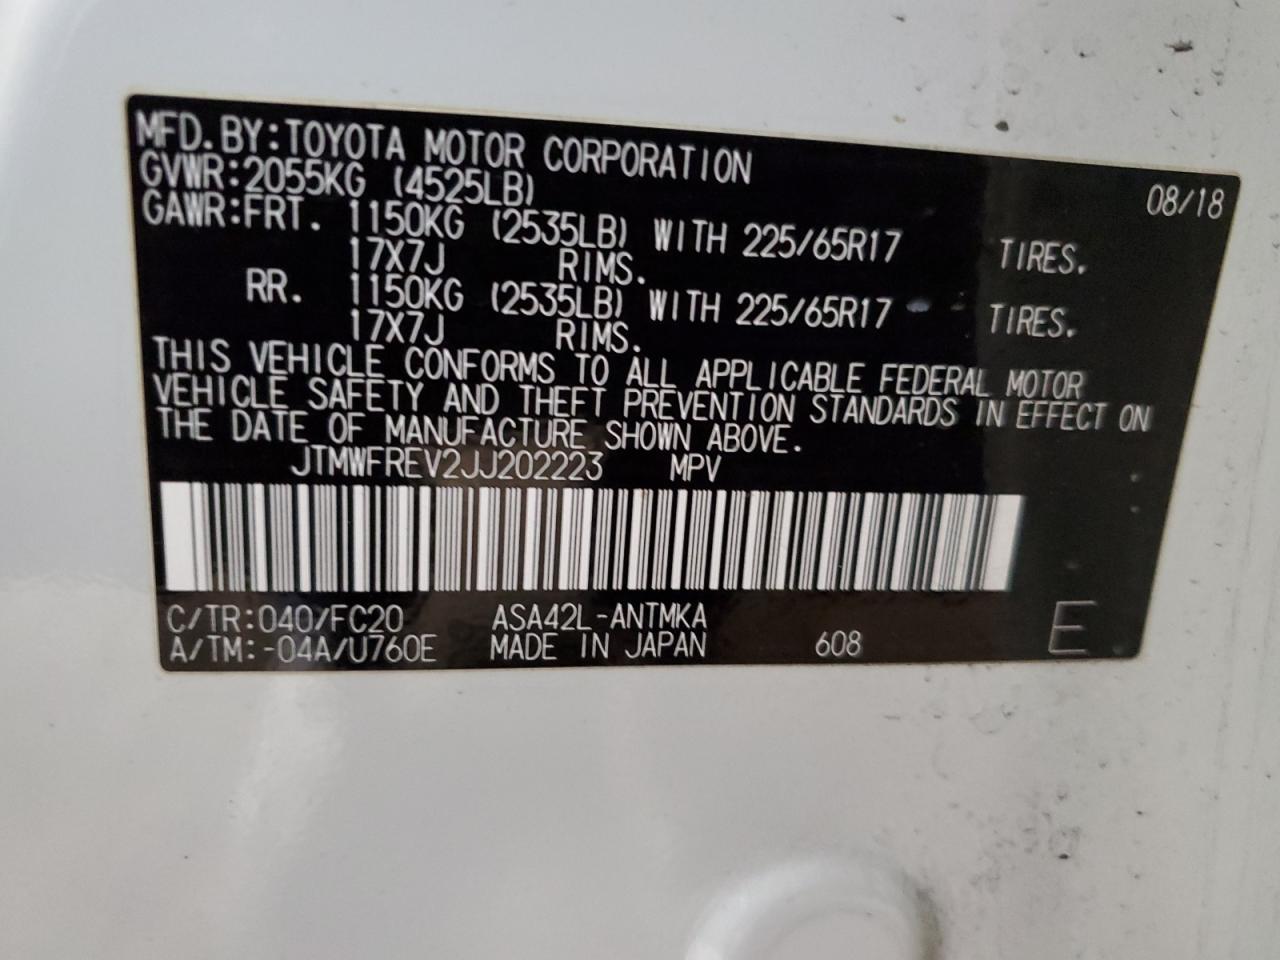 MFD.BY:TOYOTA MOTOR CORPORATION 08/18
GVWR:2055KG (4525LB)
GAWR:FRT. 1150KG (2535LB) WITH 225/65R17 TIRES.
17X7J RIMS.
RR. 1150KG (2535LB) WITH 225/65R17 TIRES.
17X7J RIMS.
THIS VEHICLE CONFORMS TO ALL APPLICABLE FEDERAL MOTOR
VEHICLE SAFETY AND THEFT PREVENTION STANDARDS IN EFFECT ON
THE DATE OF MANUFACTURE SHOWN ABOVE.
JTMWFREV2JJ202223 MPV
C/TR:040/FC20 ASA42L-ANTMKA
A/TM:-04A/U760E MADE IN JAPAN 608 E